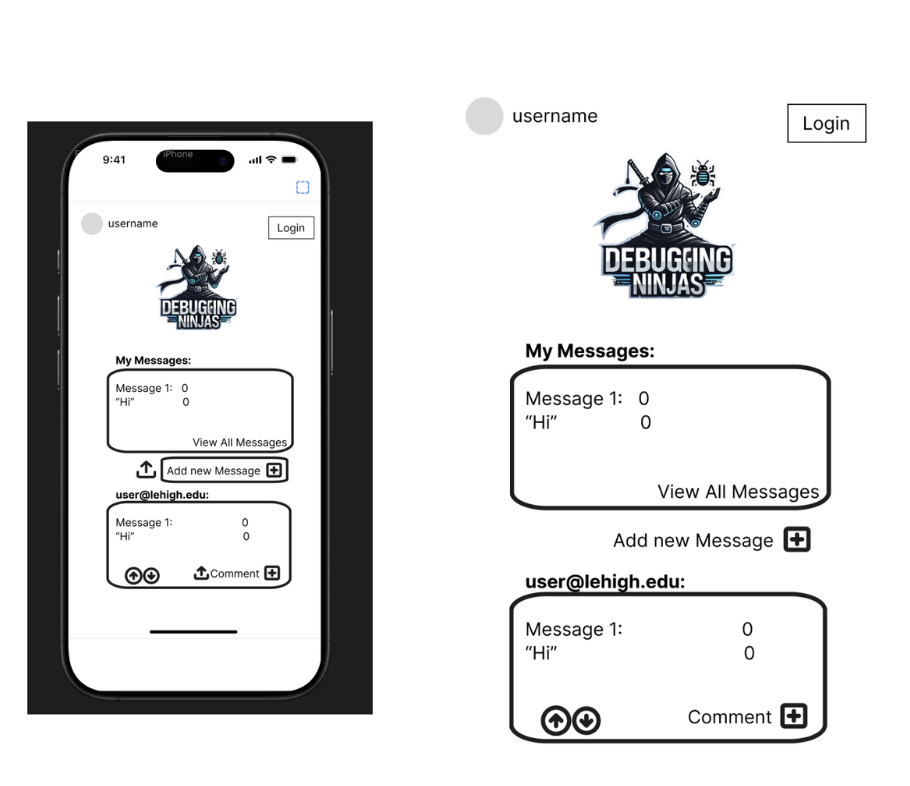 9:41
iPhone
username
Login
DEBUGGING
NINJAS
My Messages:
Message 1: 0
“Hi” 0
View All Messages
Add new Message
user@lehigh.edu:
Message 1: 0
“Hi” 0
Comment
username
Login
DEBUGGING
NINJAS
My Messages:
Message 1: 0
“Hi” 0
View All Messages
Add new Message
user@lehigh.edu:
Message 1: 0
“Hi” 0
Comment